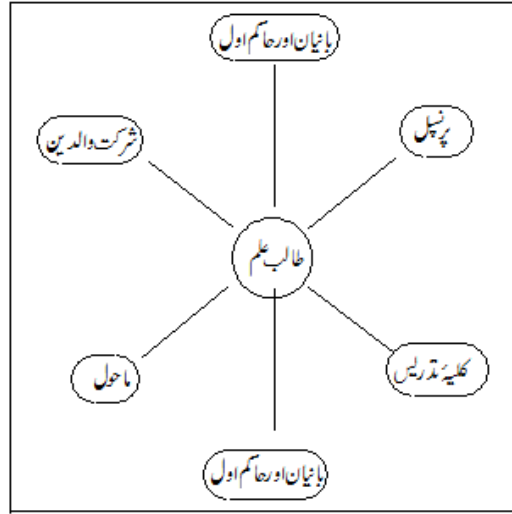 بانیان اور حاکم اول
پرنسپل
شرکت والدین
طالب علم
کلیۂ تدریس
ماحول
بانیان اور حاکم اول